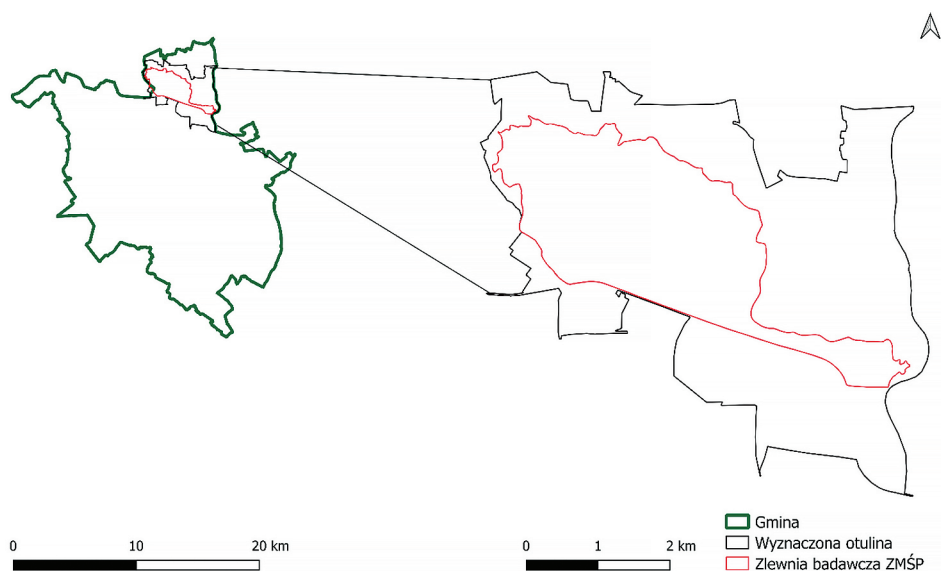 Gmina
Wyznaczona otulina
Zlewnia badawcza ZMŚP
0 10 20 km
0 1 2 km